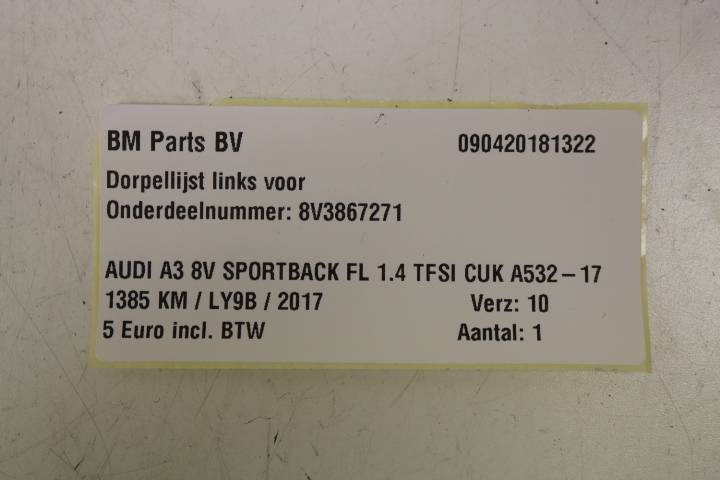 BM Parts BV 090420181322
Dorpellijst links voor
Onderdeelnummer: 8V3867271
AUDI A3 8V SPORTBACK FL 1.4 TFSI CUK A532-17
1385 KM / LY9B / 2017 Verz: 10
5 Euro incl. BTW Aantal: 1